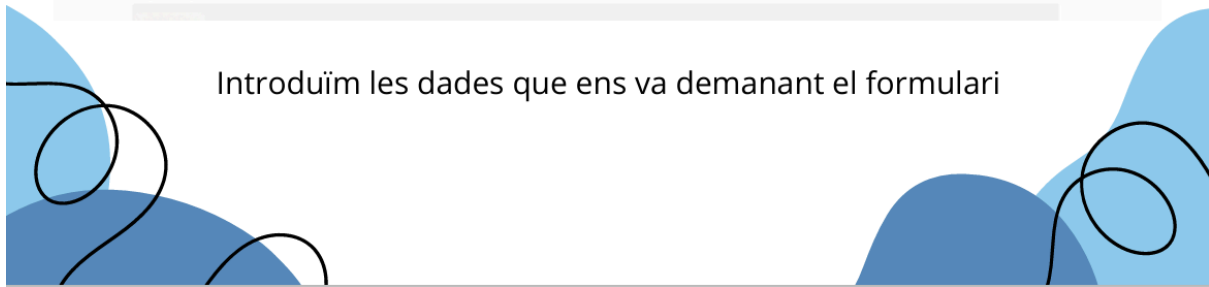 Introduïm les dades que ens va demanant el formulari